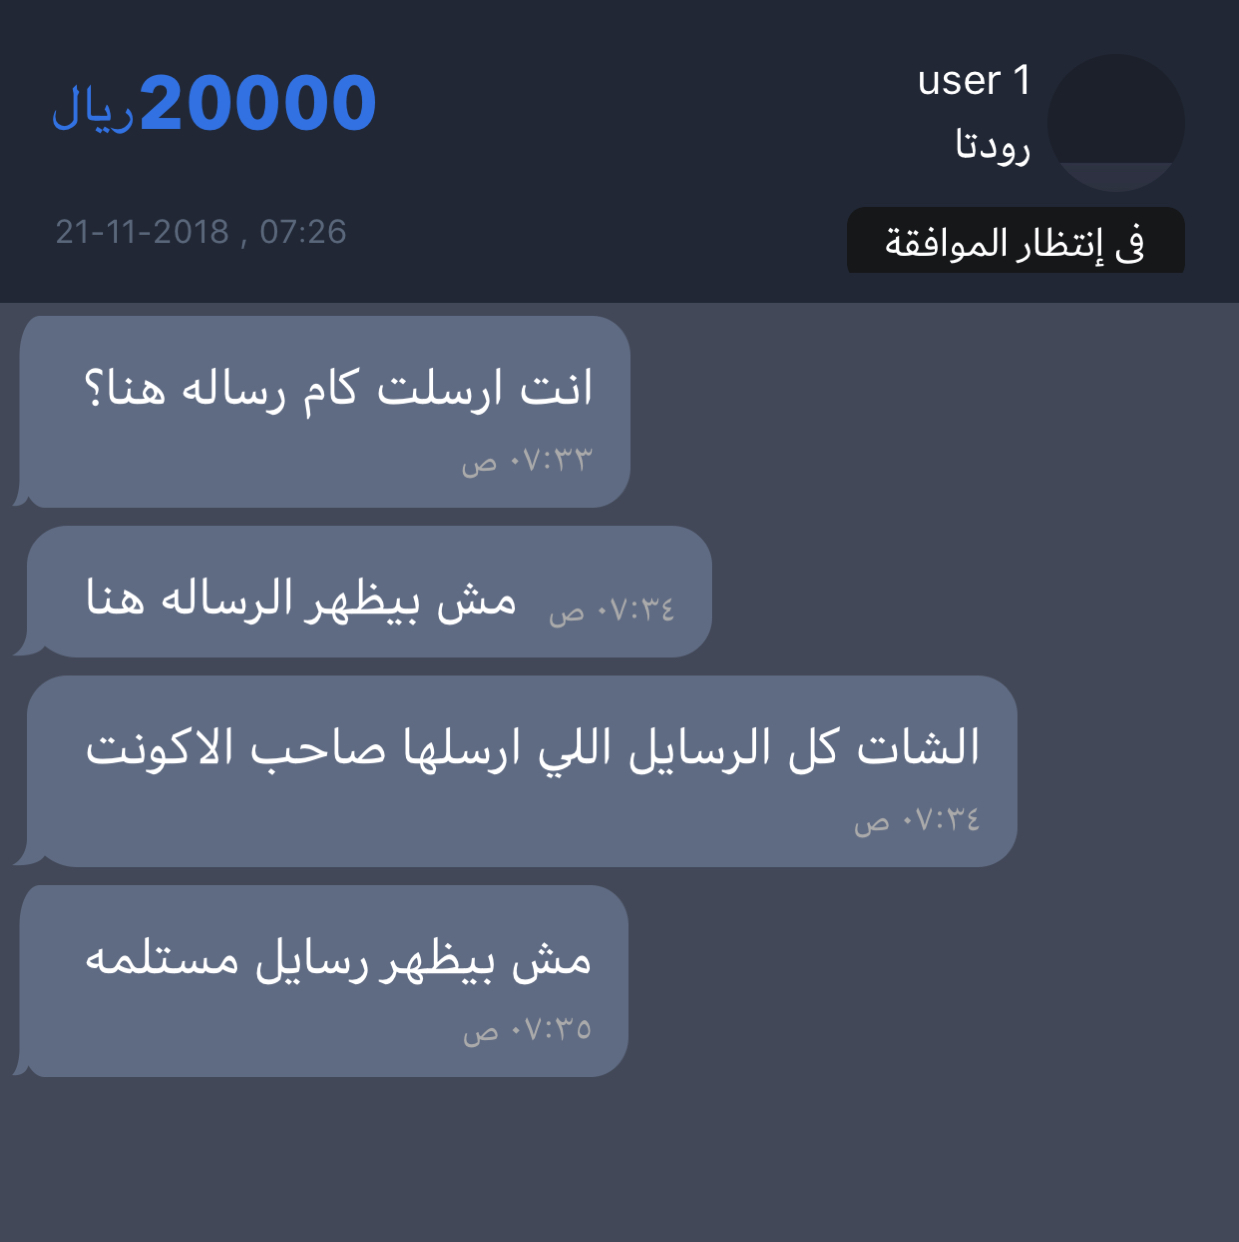 user 1
رودتا
20000ريال
فى إنتظار الموافقة
21-11-2018 , 07:26
انت ارسلت كام رساله هنا؟
٠٧:٣٣ ص
مش بيظهر الرساله هنا
٠٧:٣٤ ص
الشات كل الرسايل اللي ارسلها صاحب الاكونت
٠٧:٣٤ ص
مش بيظهر رسايل مستلمه
٠٧:٣٥ ص